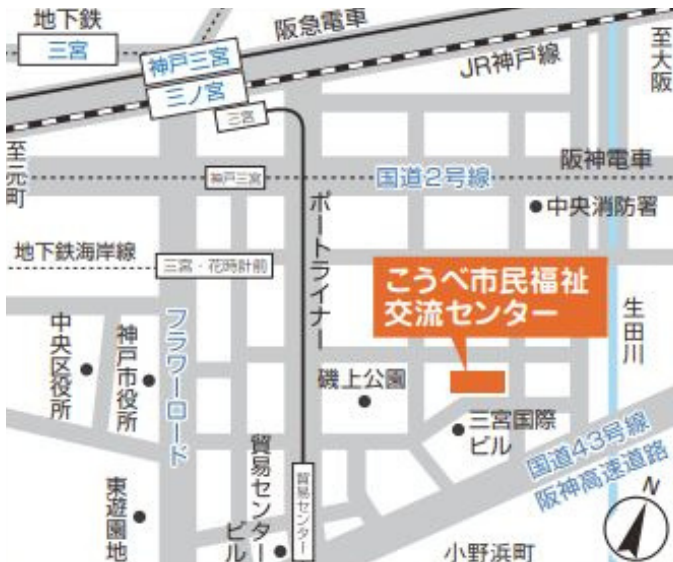 地下鉄
三宮
阪急電車
神戸三宮
三ノ宮
三宮
JR神戸線
至大阪
至元町
神戸三宮
国道2号線
阪神電車
ポートライナー
中央消防署
地下鉄海岸線
三宮・花時計前
こうべ市民福祉
交流センター
中央区役所
神戸市役所
フラワーロード
磯上公園
生田川
三宮国際
ビル
国道43号線
阪神高速道路
東遊園地
貿易センター
ビル
貿易センター
小野浜町
N